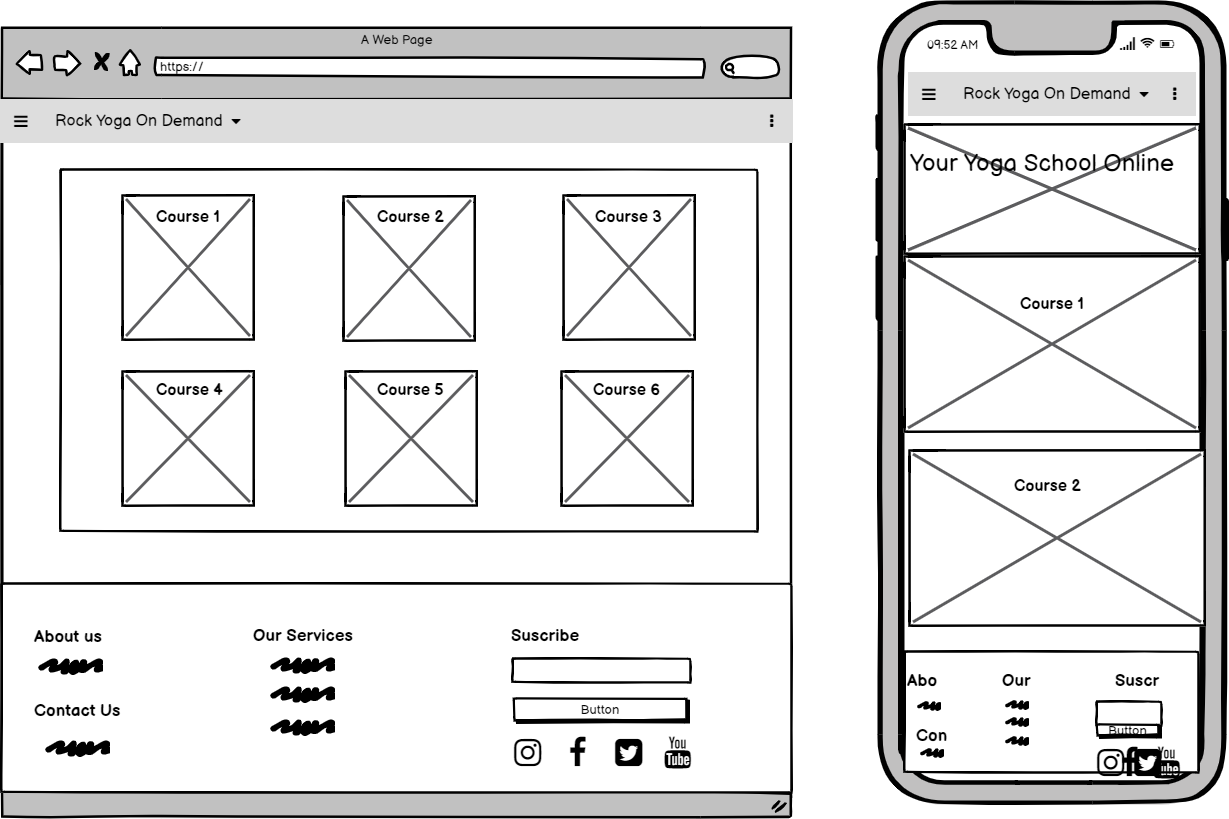 A Web Page
https://
Rock Yoga On Demand
Course 1
Course 2
Course 3
Course 4
Course 5
Course 6
About us
Our Services
Suscribe
Contact Us
Button
You
Tube
09:52 AM
Rock Yoga On Demand
Your Yoga School Online
Course 1
Course 2
Abo
Our
Suscr
Con
Button
You
Tube